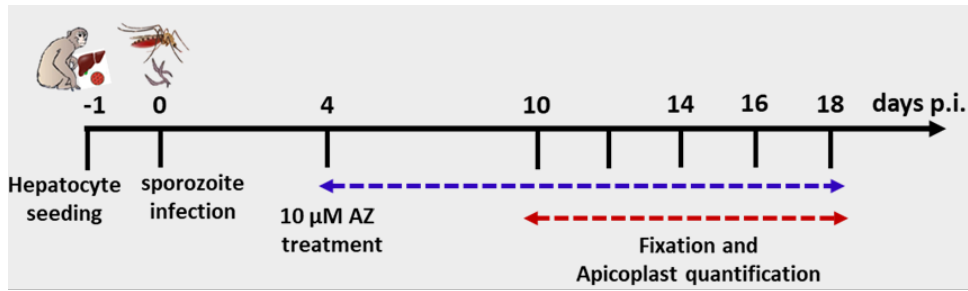 -1 0 4 10 14 16 18 days p.i.
Hepatocyte
seeding
sporozoite
infection
10 µM AZ
treatment
Fixation and
Apicoplast quantification